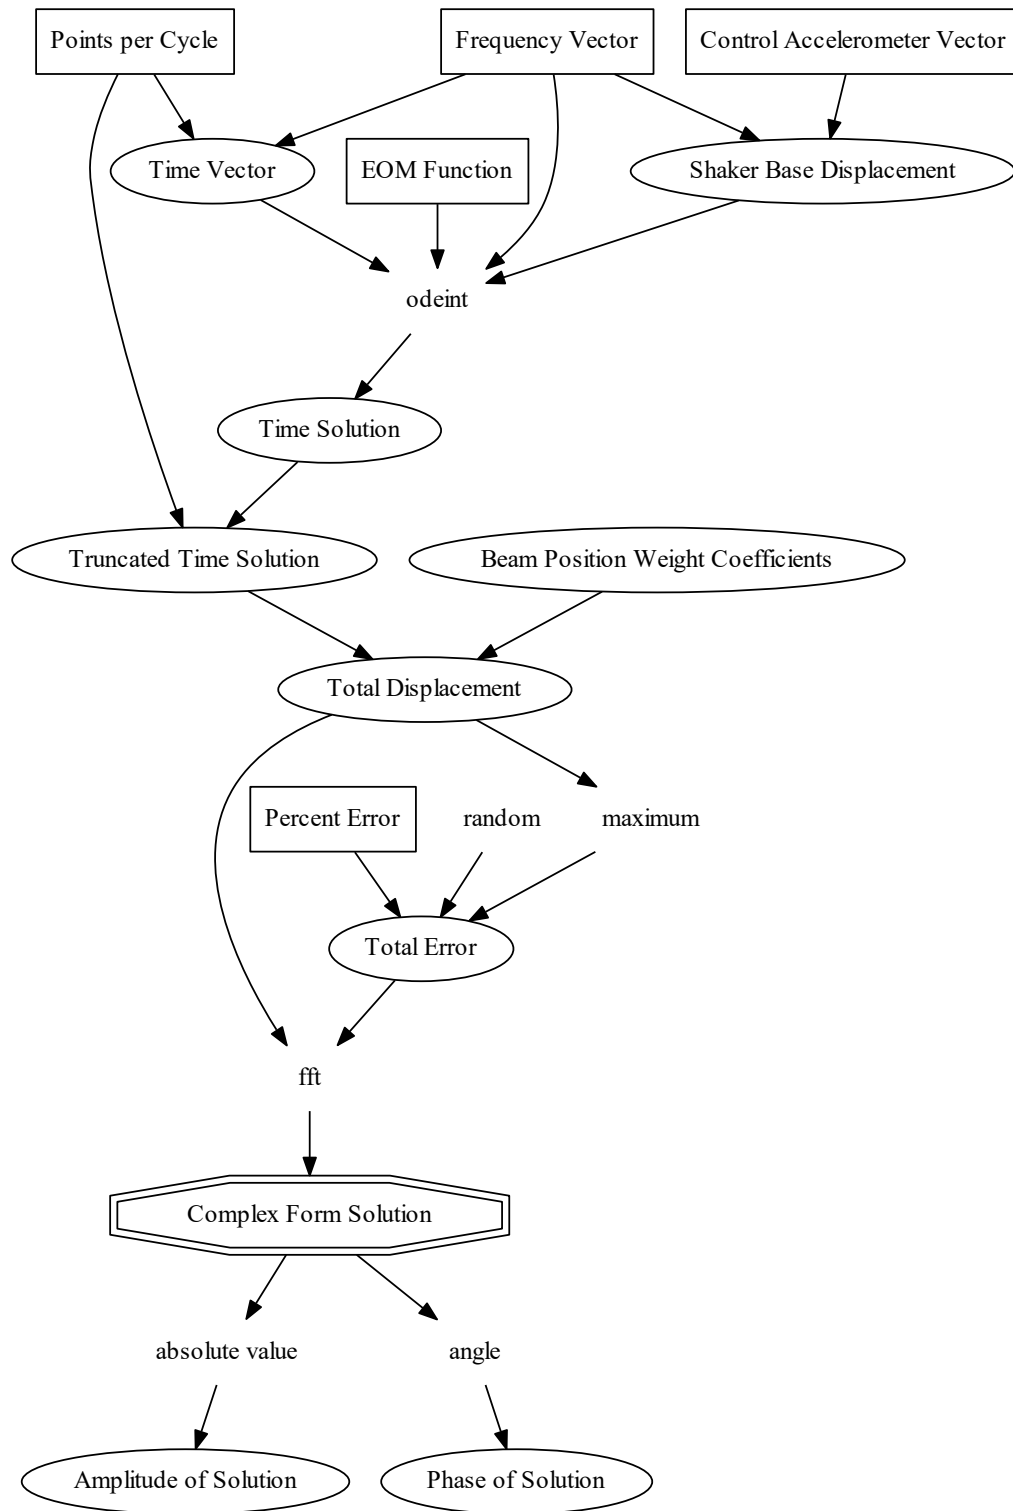 Points per Cycle
Frequency Vector
Control Accelerometer Vector
Time Vector
EOM Function
Shaker Base Displacement
odeint
Time Solution
Truncated Time Solution
Beam Position Weight Coefficients
Total Displacement
Percent Error
random
maximum
Total Error
fft
Complex Form Solution
absolute value
angle
Amplitude of Solution
Phase of Solution